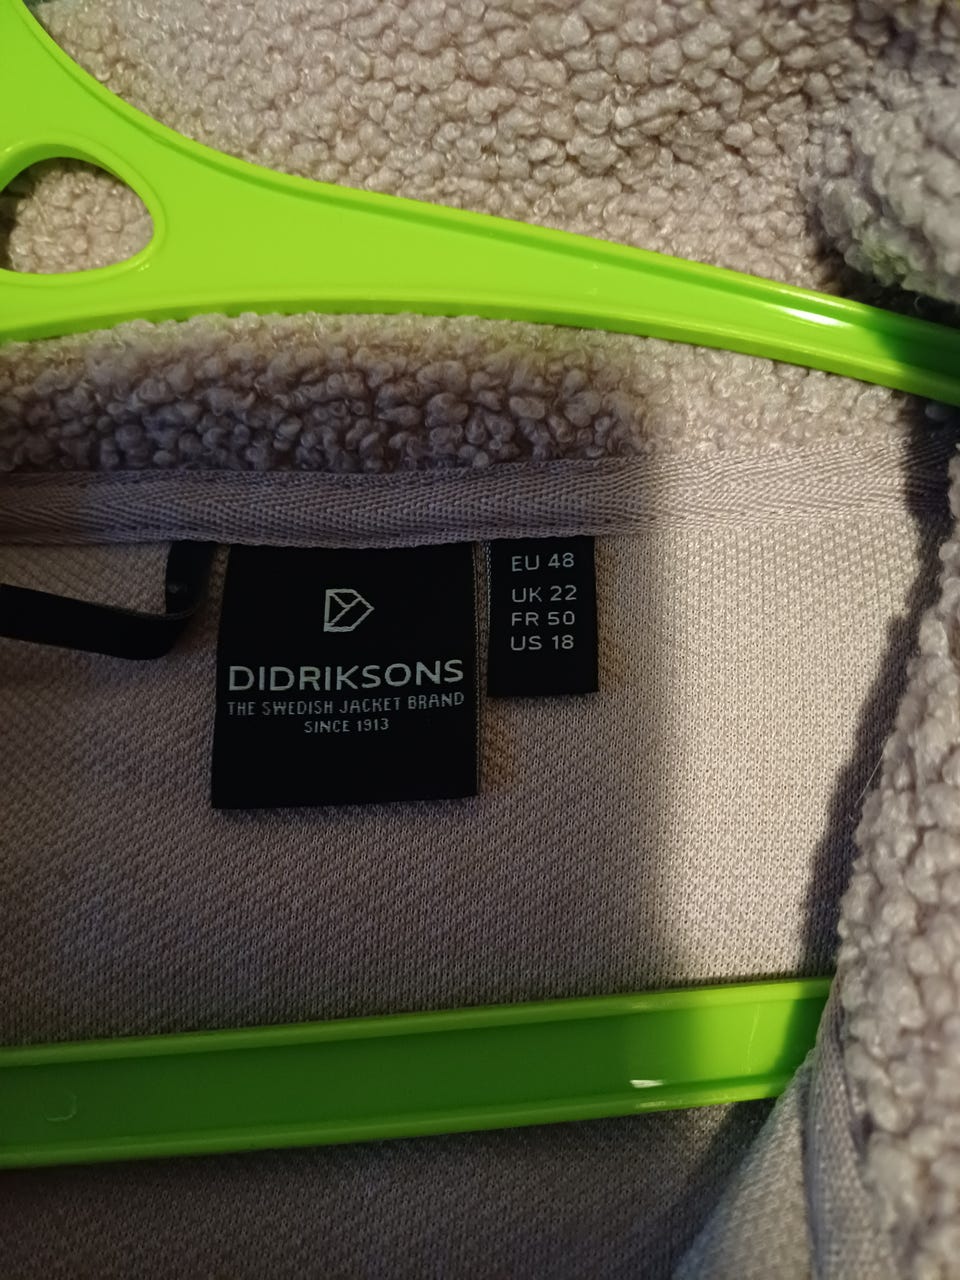 DIDRIKSONS
THE SWEDISH JACKET BRAND
SINCE 1913
EU 48
UK 22
FR 50
US 18